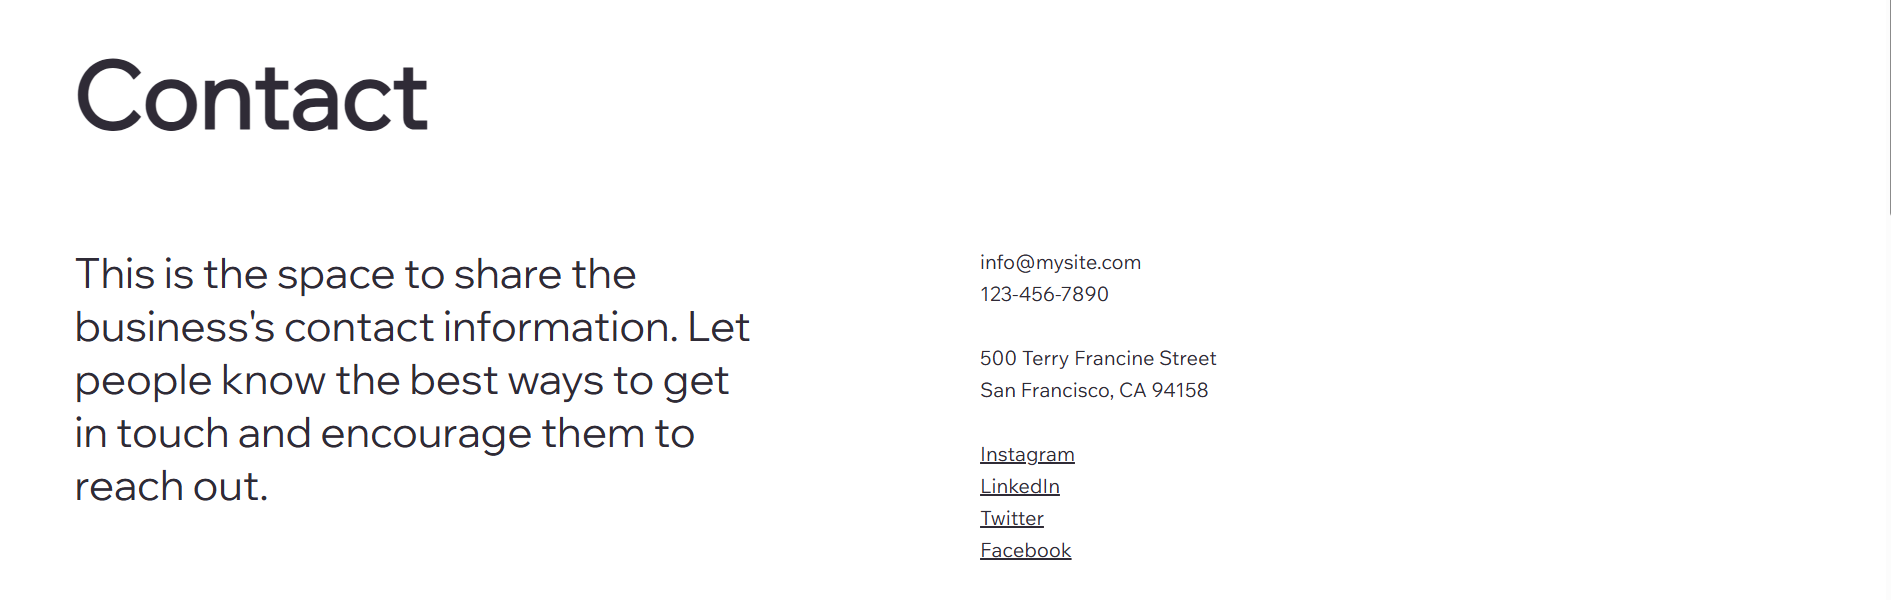 Contact
This is the space to share the
business's contact information. Let
people know the best ways to get
in touch and encourage them to
reach out.
info@mysite.com
123-456-7890
500 Terry Francine Street
San Francisco, CA 94158
Instagram
LinkedIn
Twitter
Facebook